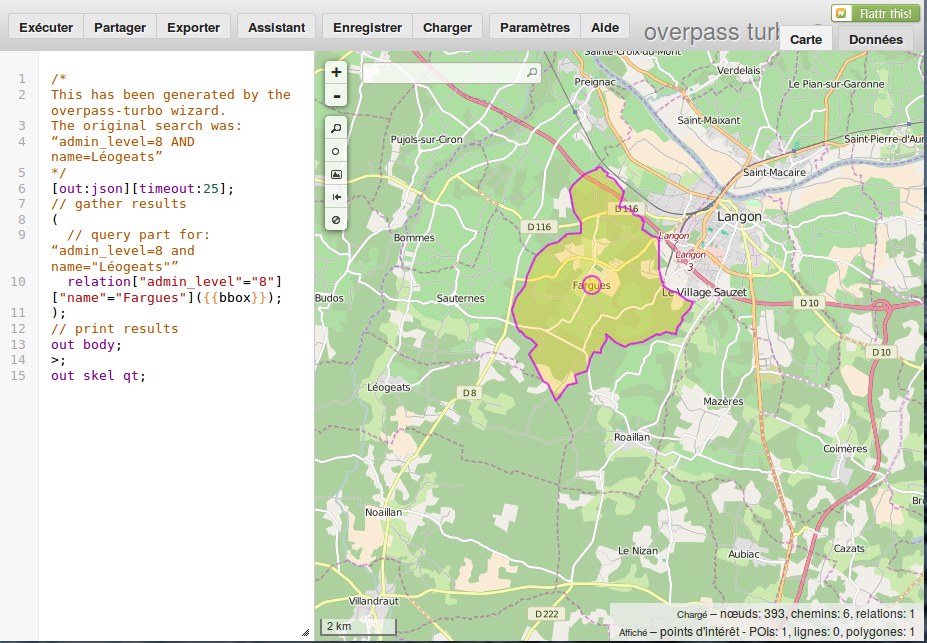 Exécuter Partager Exporter Assistant Enregistrer Charger Paramètres Aide
overpass turb
Flattr this!
Carte Données
1 /*
2 This has been generated by the
overpass-turbo wizard.
3 The original search was:
4 “admin_level=8 AND
name=Léogeats”
5 */
6 [out:json][timeout:25];
7 // gather results
8 (
9 // query part for:
“admin_level=8 and
name="Léogeats"”
10 relation["admin_level"="8"]
["name"="Fargues"]({{bbox}});
11 );
12 // print results
13 out body;
14 >;
15 out skel qt;
+
-
Sainte-Croix-du-Mont
Verdelais
Preignac
Le Pian-sur-Garonne
Saint-Maixant
Pujols-sur-Ciron
Saint-Pierre-d'Aur
Saint-Macaire
D 116
Langon
D 116
Bommes
Langon
Langon
3
Fargues
Le Village Sauzet
Budos
Sauternes
D 10
D 10
Léogeats
D 8
Mazères
Roaillan
Coimères
Bro
Noaillan
Le Nizan
Aubiac
Cazats
Villandraut
D 222
2 km
Chargé – nœuds: 393, chemins: 6, relations: 1
Affiché – points d'intérêt - POIs: 1, lignes: 0, polygones: 1